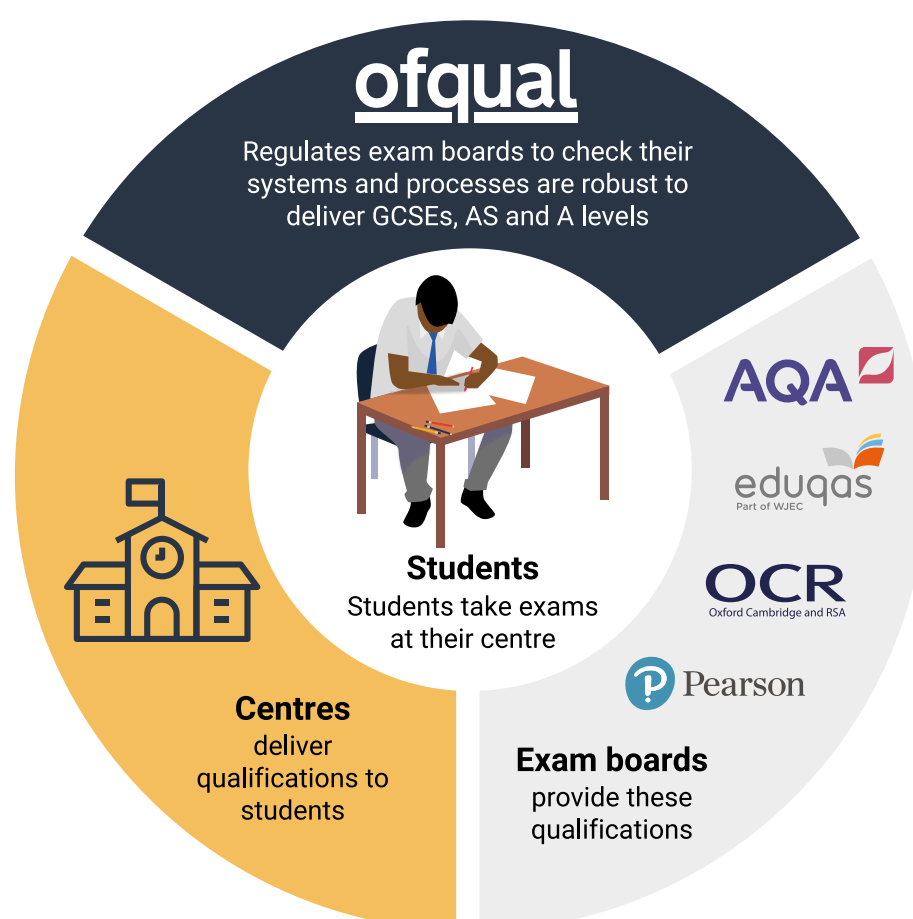 ofqual
Regulates exam boards to check their
systems and processes are robust to
deliver GCSEs, AS and A levels
AQA
eduqas
Part of WJEC
OCR
Oxford Cambridge and RSA
P Pearson
Students
Students take exams
at their centre
Centres
deliver
qualifications to
students
Exam boards
provide these
qualifications